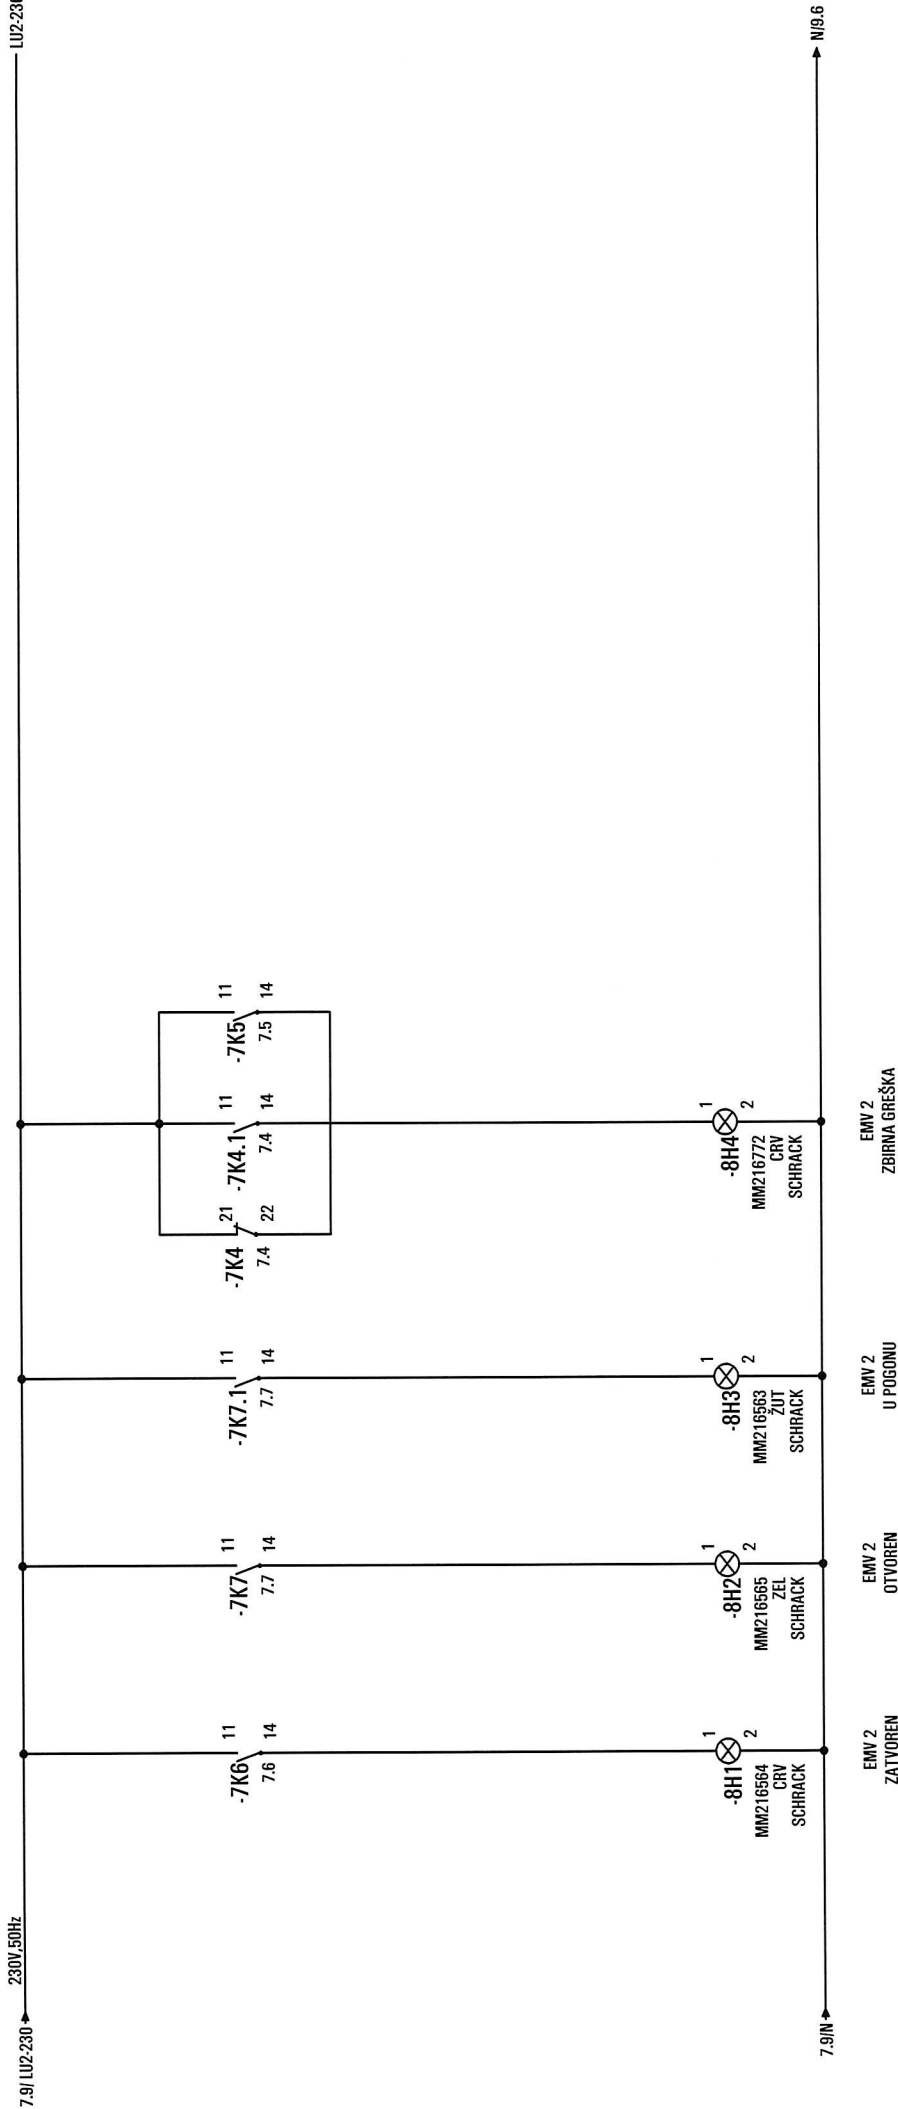 7.9/ LU2-230
230V,50Hz
-7K6
11
14
7.6
-7K7
11
14
7.7
-7K7.1
11
14
7.7
-7K4
21
22
7.4
-7K4.1
11
14
7.4
-7K5
11
14
7.5
-8H1
1
2
MM216564
CRV
SCHRACK
-8H2
1
2
MM216565
ZEL
SCHRACK
-8H3
1
2
MM216563
ŽUT
SCHRACK
-8H4
1
2
MM216772
CRV
SCHRACK
7.9/N
N/9.6
EMV 2
ZATVOREN
EMV 2
OTVOREN
EMV 2
U POGONU
EMV 2
ZBIRNA GREŠKA